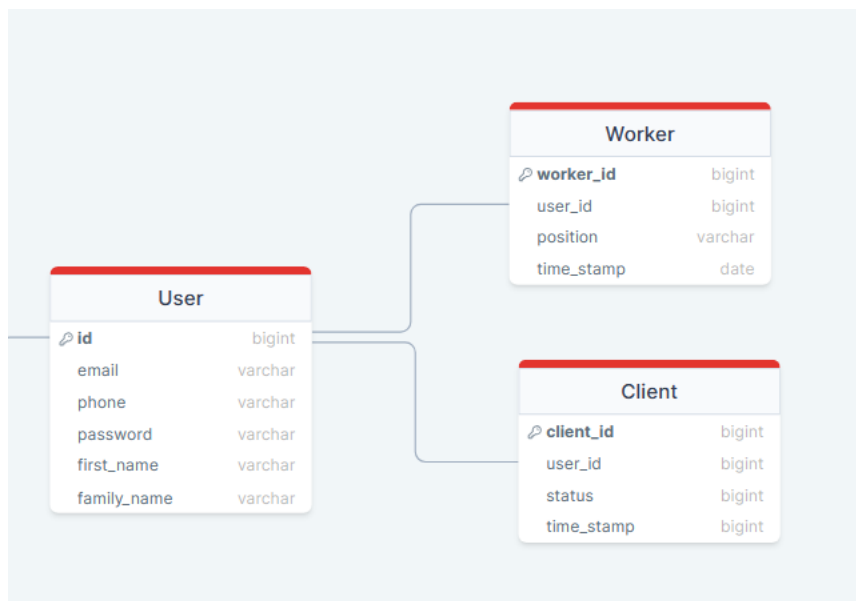 Worker
worker_id bigint
user_id bigint
position varchar
time_stamp date
User
id bigint
email varchar
phone varchar
password varchar
first_name varchar
family_name varchar
Client
client_id bigint
user_id bigint
status bigint
time_stamp bigint